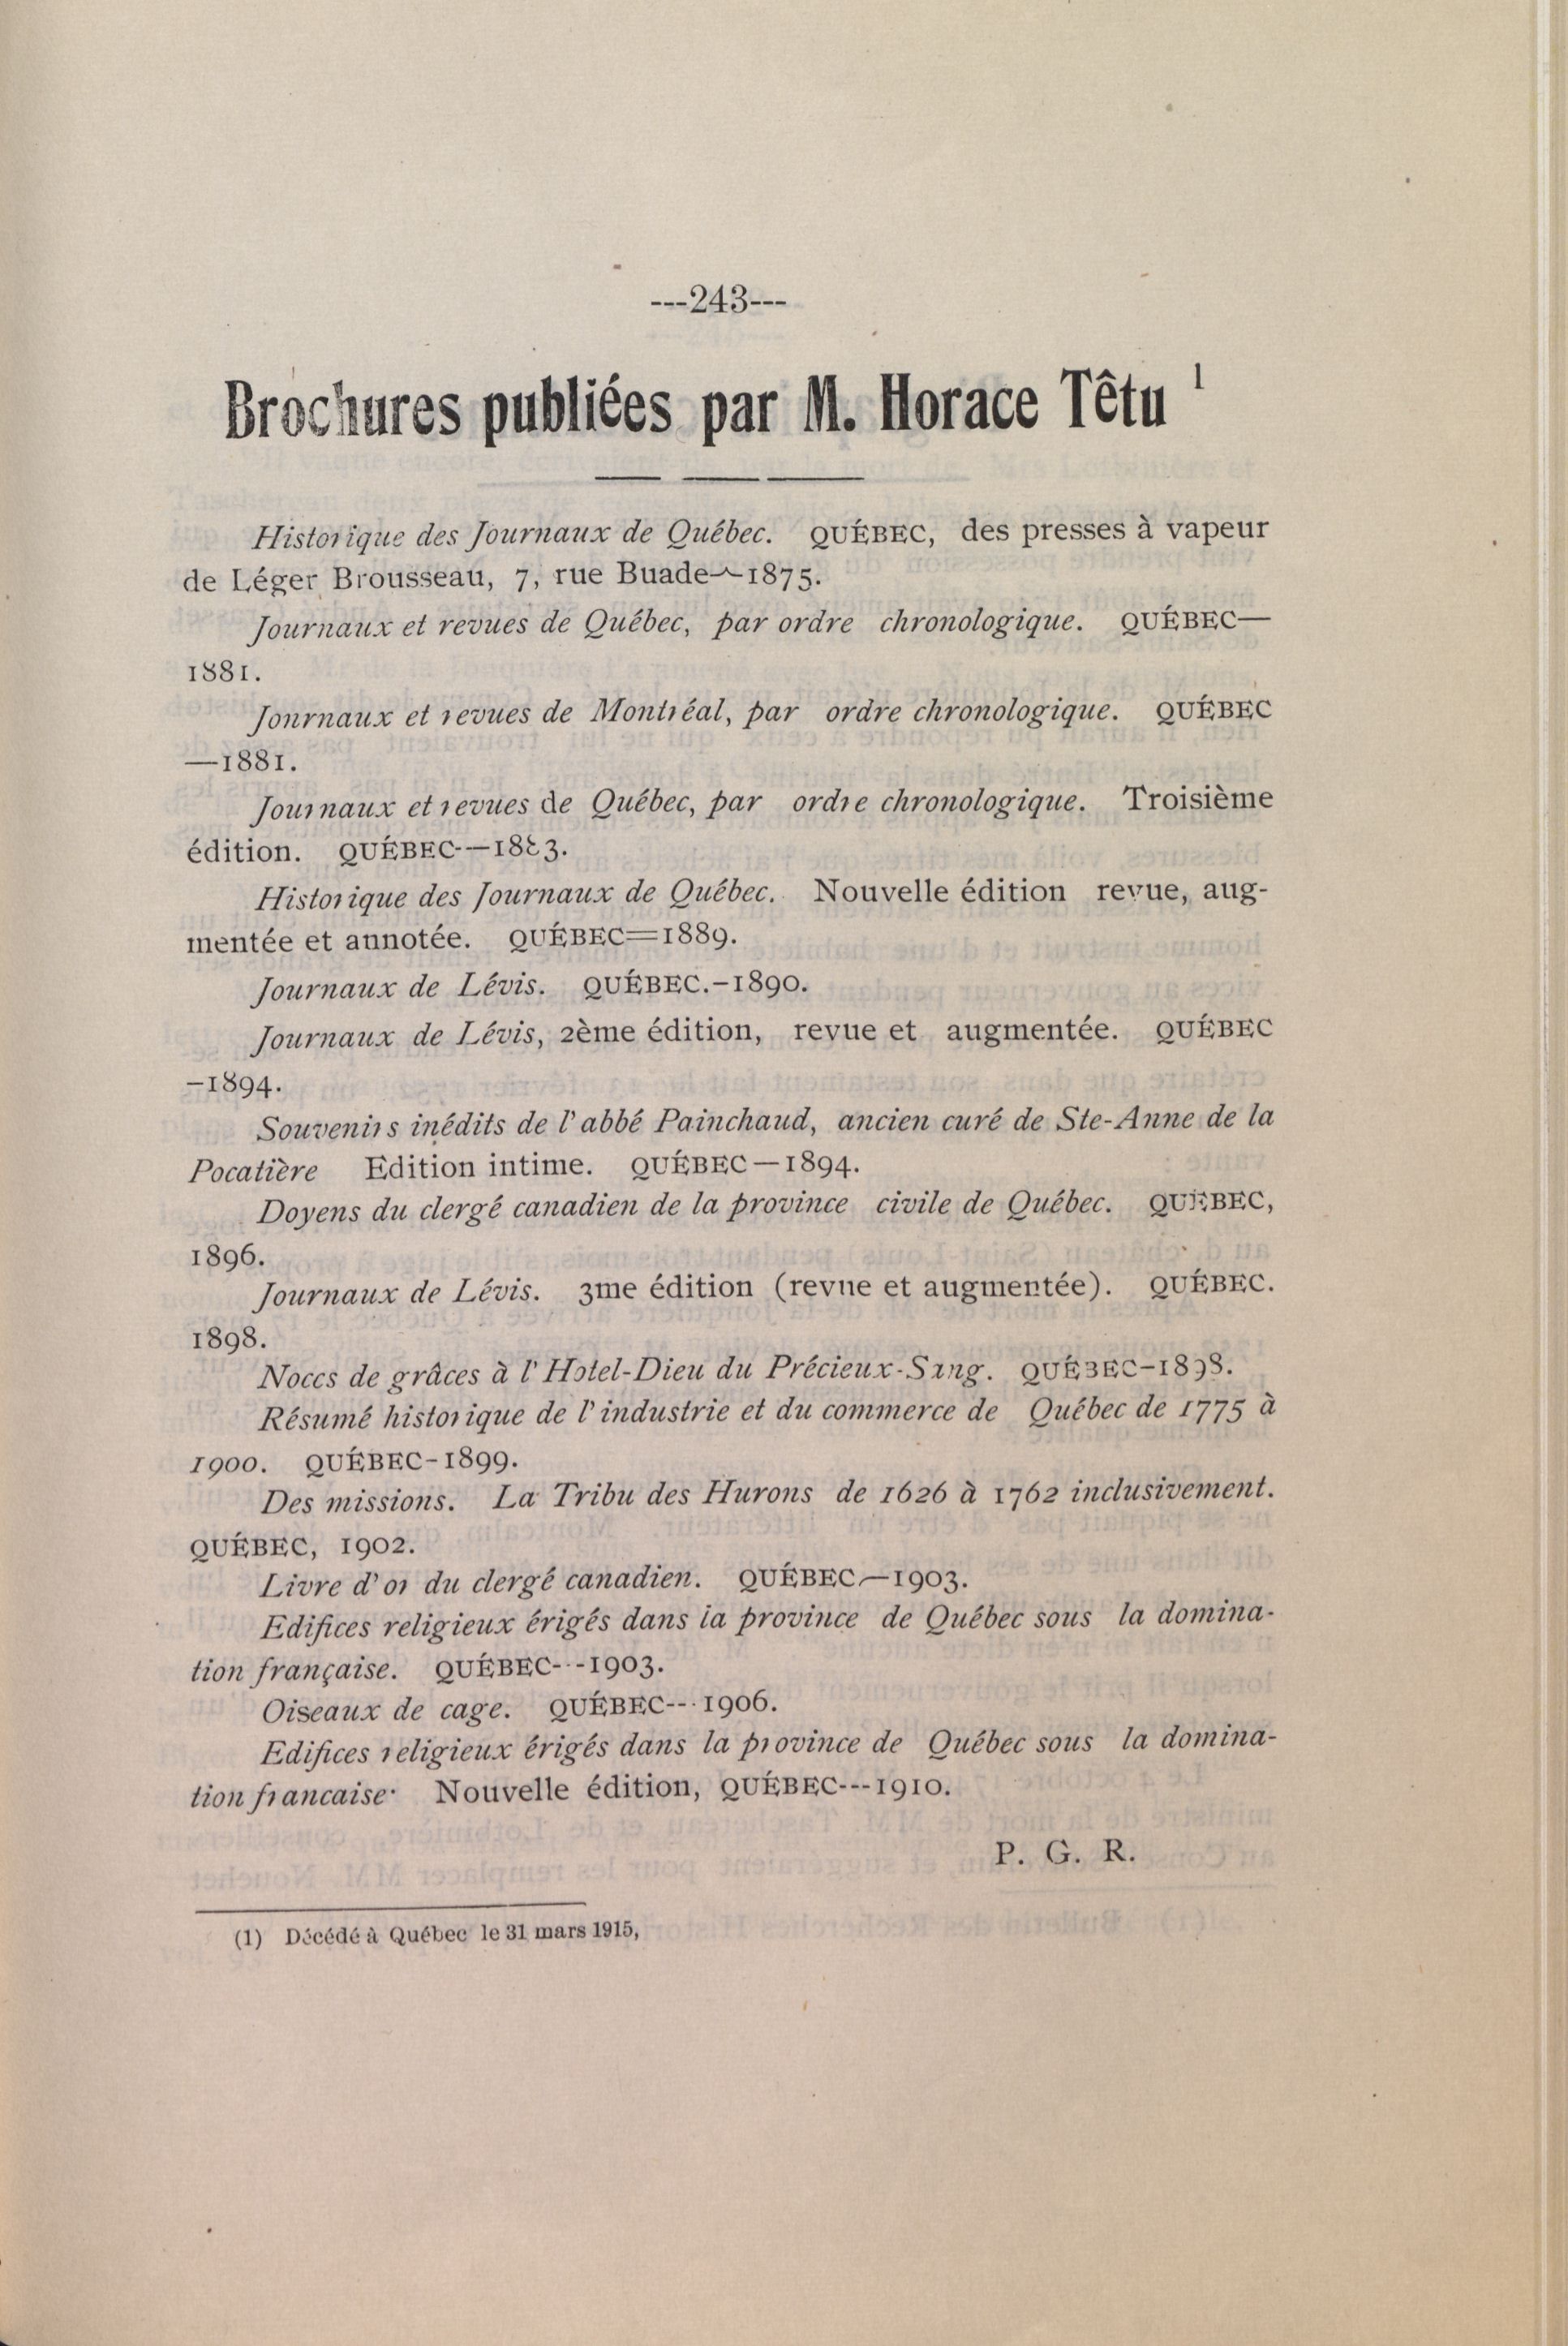 ---243---
Brochures publiées par M. Horace Têtu 1
Historique des Journaux de Québec. QUÉBEC, des presses à vapeur
de Léger Brousseau, 7, rue Buade—1875.
Journaux et revues de Québec, par ordre chronologique. QUÉBEC—
1881.
Jonrnaux et revues de Montréal, par ordre chronologique. QUÉBEC
—1881.
Journaux et revues de Québec, par ordre chronologique. Troisième
édition. QUÉBEC-—1883.
Historique des Journaux de Québec. Nouvelle édition revue, aug-
mentée et annotée. QUÉBEC=1889.
Journaux de Lévis. QUÉBEC.-1890.
Journaux de Lévis, 2ème édition, revue et augmentée. QUÉBEC
-1894.
Souvenirs inédits de l'abbé Painchaud, ancien curé de Ste-Anne de la
Pocatière Edition intime. QUÉBEC—1894.
Doyens du clergé canadien de la province civile de Québec. QUÉBEC,
1896.
Journaux de Lévis. 3me édition (revue et augmentée). QUÉBEC.
1898.
Noces de grâces à l'Hotel-Dieu du Précieux-Sang. QUÉBEC-1898.
Résumé historique de l'industrie et du commerce de Québec de 1775 à
1900. QUÉBEC-1899.
Des missions. La Tribu des Hurons de 1626 à 1762 inclusivement.
QUÉBEC, 1902.
Livre d'or du clergé canadien. QUÉBEC—1903.
Edifices religieux érigés dans la province de Québec sous la domina-
tion française. QUÉBEC---1903.
Oiseaux de cage. QUÉBEC---1906.
Edifices religieux érigés dans la province de Québec sous la domina-
tion francaise· Nouvelle édition, QUÉBEC---1910.
P. G. R.
(1) Décédé à Québec le 31 mars 1915,